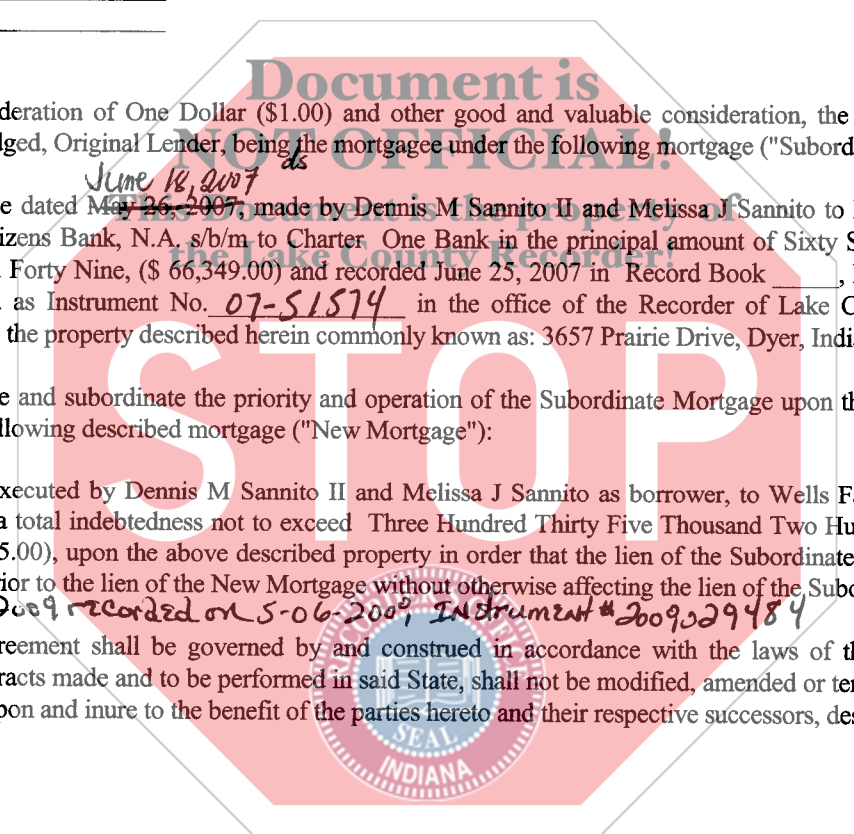 Document is
NOT OFFICIAL!
This Document is the property of
the Lake County Recorder!
STOP
deration of One Dollar ($1.00) and other good and valuable consideration, the
lged, Original Lender, being the mortgagee under the following mortgage ("Subord
ds
June 18, 2007
e dated May 26, 2007, made by Dennis M Sannito II and Melissa J Sannito to
izens Bank, N.A. s/b/m to Charter One Bank in the principal amount of Sixty S
Forty Nine, ($ 66,349.00) and recorded June 25, 2007 in Record Book ______,
. as Instrument No. 07-51574 in the office of the Recorder of Lake C
the property described herein commonly known as: 3657 Prairie Drive, Dyer, Indi
e and subordinate the priority and operation of the Subordinate Mortgage upon th
llowing described mortgage ("New Mortgage"):
xecuted by Dennis M Sannito II and Melissa J Sannito as borrower, to Wells F
a total indebtedness not to exceed Three Hundred Thirty Five Thousand Two Hu
5.00), upon the above described property in order that the lien of the Subordinate
ior to the lien of the New Mortgage without otherwise affecting the lien of the Subo
2009 recorded on 5-06-2009, Instrument # 2009029484
reement shall be governed by and construed in accordance with the laws of th
racts made and to be performed in said State, shall not be modified, amended or ter
pon and inure to the benefit of the parties hereto and their respective successors, des
SEAL
INDIANA